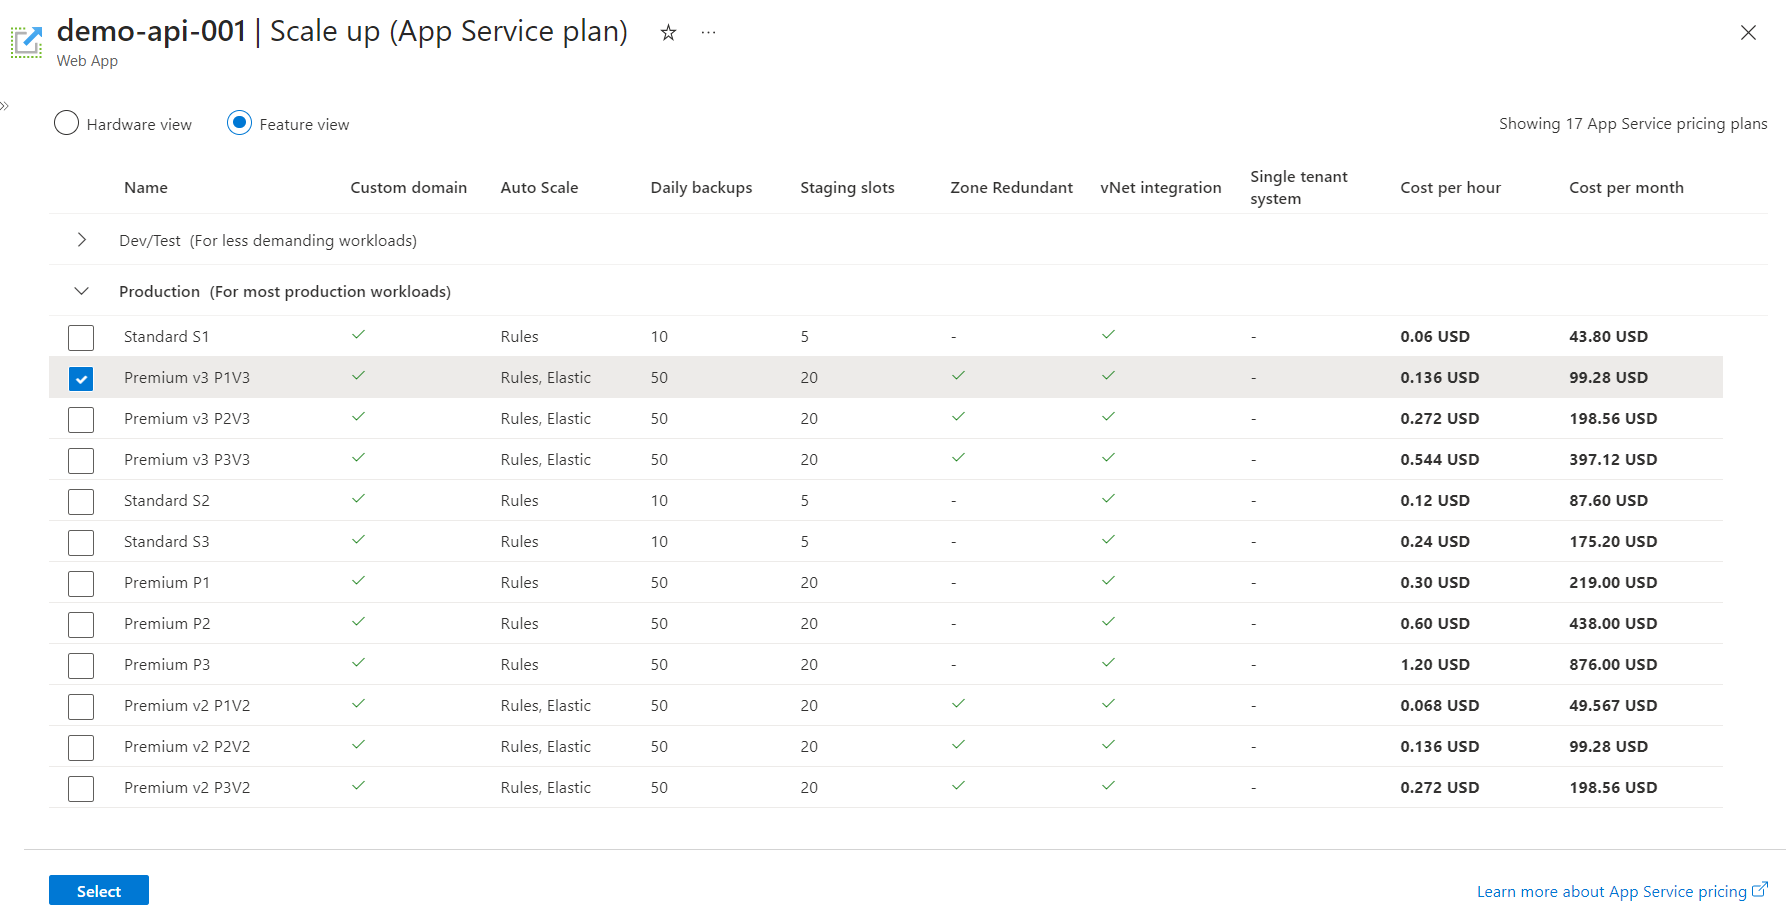 demo-api-001 | Scale up (App Service plan) ☆ ···
Web App
Hardware view Feature view Showing 17 App Service pricing plans
Name Custom domain Auto Scale Daily backups Staging slots Zone Redundant vNet integration Single tenant system Cost per hour Cost per month
Dev/Test (For less demanding workloads)
Production (For most production workloads)
Standard S1 ✓ Rules 10 5 - ✓ - 0.06 USD 43.80 USD
Premium v3 P1V3 ✓ Rules, Elastic 50 20 ✓ ✓ - 0.136 USD 99.28 USD
Premium v3 P2V3 ✓ Rules, Elastic 50 20 ✓ ✓ - 0.272 USD 198.56 USD
Premium v3 P3V3 ✓ Rules, Elastic 50 20 ✓ ✓ - 0.544 USD 397.12 USD
Standard S2 ✓ Rules 10 5 - ✓ - 0.12 USD 87.60 USD
Standard S3 ✓ Rules 10 5 - ✓ - 0.24 USD 175.20 USD
Premium P1 ✓ Rules 50 20 - ✓ - 0.30 USD 219.00 USD
Premium P2 ✓ Rules 50 20 - ✓ - 0.60 USD 438.00 USD
Premium P3 ✓ Rules 50 20 - ✓ - 1.20 USD 876.00 USD
Premium v2 P1V2 ✓ Rules, Elastic 50 20 ✓ ✓ - 0.068 USD 49.567 USD
Premium v2 P2V2 ✓ Rules, Elastic 50 20 ✓ ✓ - 0.136 USD 99.28 USD
Premium v2 P3V2 ✓ Rules, Elastic 50 20 ✓ ✓ - 0.272 USD 198.56 USD
Select Learn more about App Service pricing